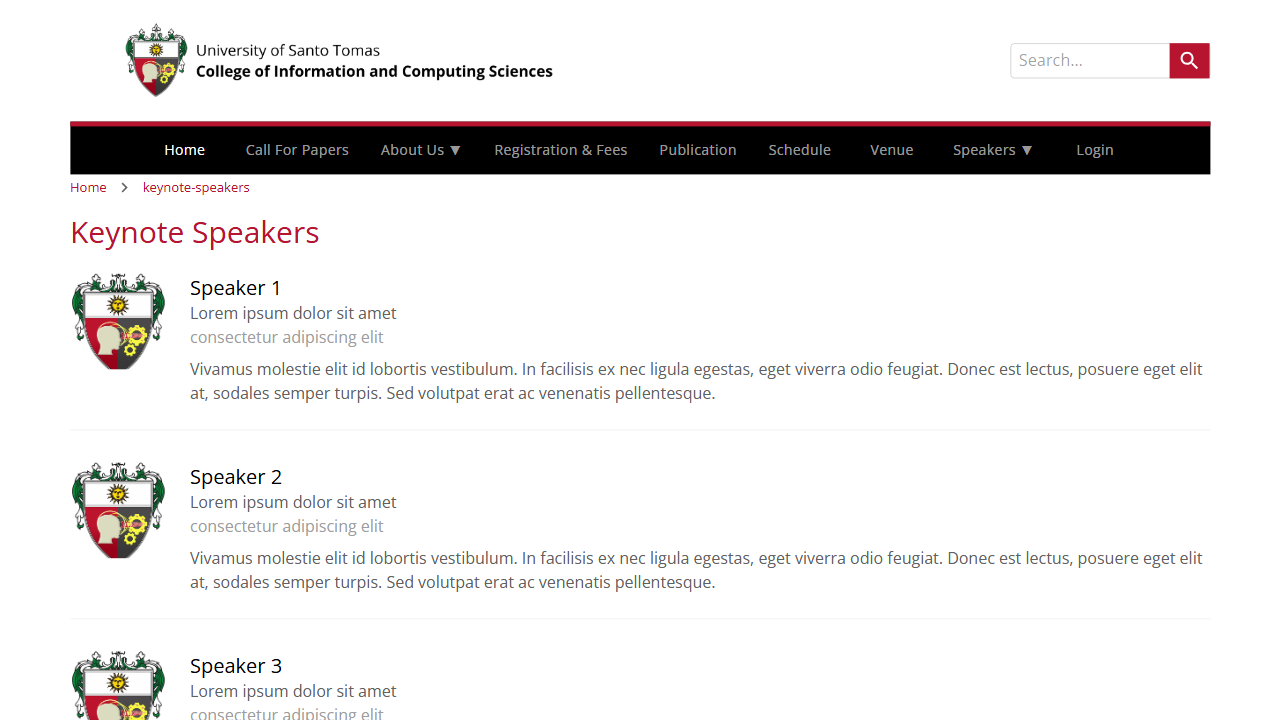 University of Santo Tomas
College of Information and Computing Sciences
Search...
Home Call For Papers About Us ▼ Registration & Fees Publication Schedule Venue Speakers ▼ Login
Home > keynote-speakers
Keynote Speakers
Speaker 1
Lorem ipsum dolor sit amet
consectetur adipiscing elit
Vivamus molestie elit id lobortis vestibulum. In facilisis ex nec ligula egestas, eget viverra odio feugiat. Donec est lectus, posuere eget elit
at, sodales semper turpis. Sed volutpat erat ac venenatis pellentesque.
Speaker 2
Lorem ipsum dolor sit amet
consectetur adipiscing elit
Vivamus molestie elit id lobortis vestibulum. In facilisis ex nec ligula egestas, eget viverra odio feugiat. Donec est lectus, posuere eget elit
at, sodales semper turpis. Sed volutpat erat ac venenatis pellentesque.
Speaker 3
Lorem ipsum dolor sit amet
consectetur adipiscing elit